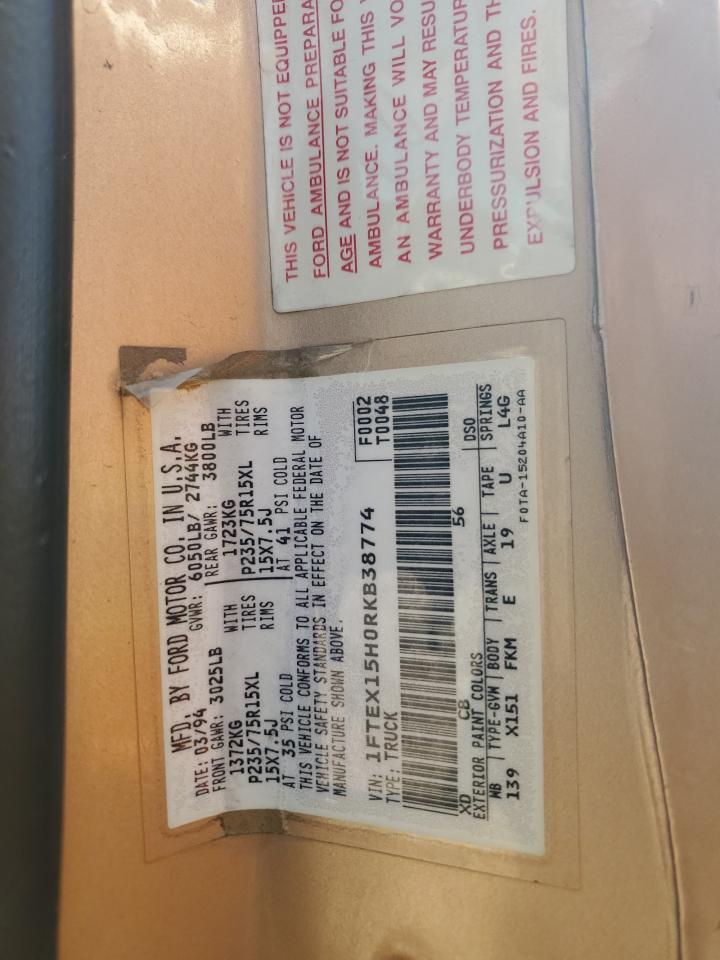 MFD. BY FORD MOTOR CO. IN U.S.A.
DATE: 03/94 GVWR: 6050LB/ 2744KG
FRONT GAWR: 3025LB REAR GAWR: 3800LB
1372KG WITH 1723KG WITH
P235/75R15XL TIRES P235/75R15XL TIRES
15X7.5J RIMS 15X7.5J RIMS
AT 35 PSI COLD AT 41 PSI COLD
THIS VEHICLE CONFORMS TO ALL APPLICABLE FEDERAL MOTOR
VEHICLE SAFETY STANDARDS IN EFFECT ON THE DATE OF
MANUFACTURE SHOWN ABOVE.
VIN: 1FTEX15H0RKB38774 F0002
TYPE: TRUCK T0048
XD CB 56
EXTERIOR PAINT COLORS DSO
WB TYPE-GVW BODY TRANS AXLE TAPE SPRINGS
139 X151 FKM E 19 U L4G
F0TA-15204A10-AA
THIS VEHICLE IS NOT EQUIPPE
FORD AMBULANCE PREPARA
AGE AND IS NOT SUITABLE FO
AMBULANCE. MAKING THIS
AN AMBULANCE WILL VO
WARRANTY AND MAY RESU
UNDERBODY TEMPERATUR
PRESSURIZATION AND TH
EXPULSION AND FIRES.